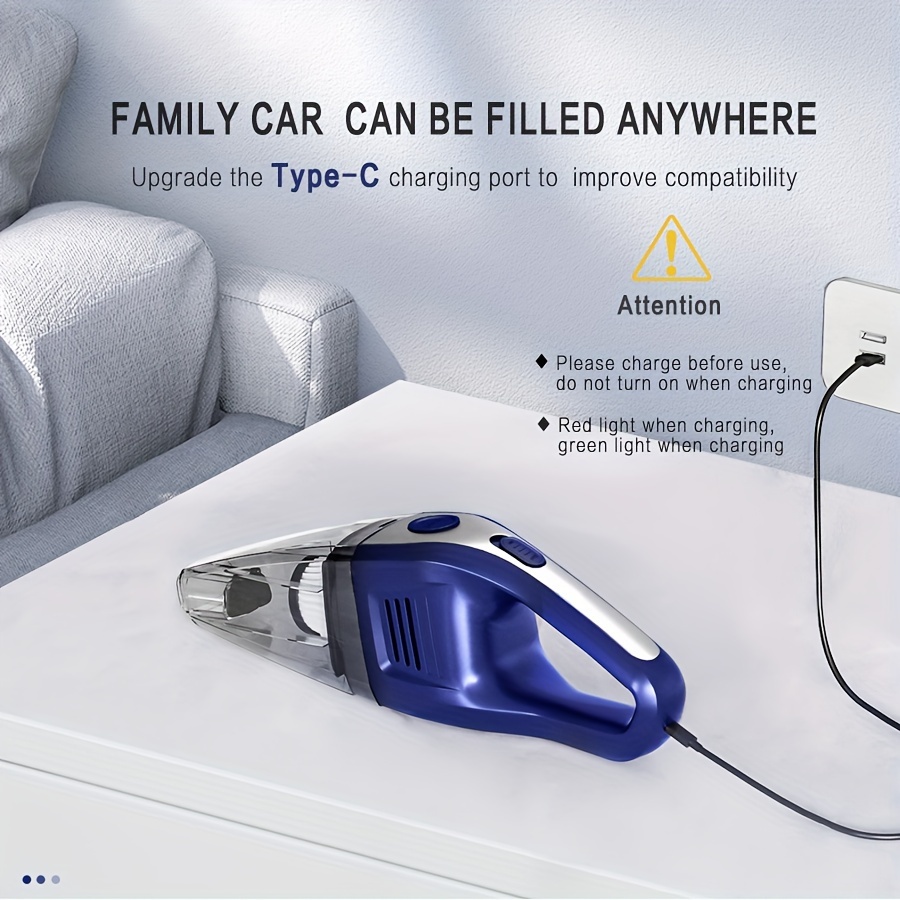 FAMILY CAR CAN BE FILLED ANYWHERE
Upgrade the Type-C charging port to improve compatibility
Attention
♦ Please charge before use,
do not turn on when charging
♦ Red light when charging,
green light when charging